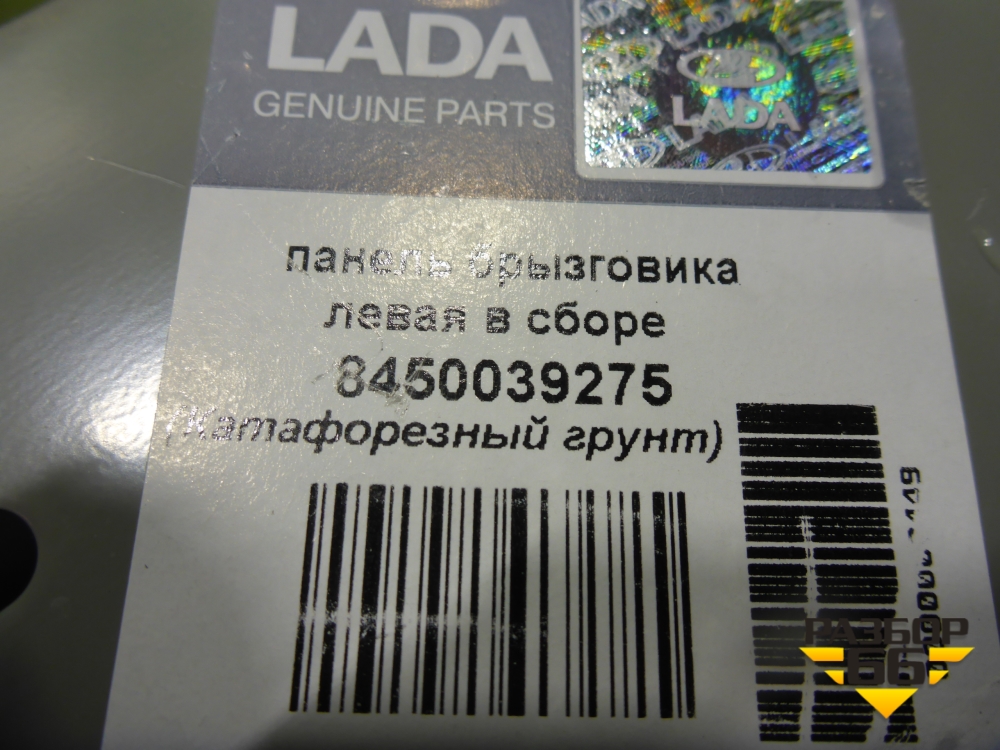 LADA
GENUINE PARTS
LADA
панель брызговика
левая в сборе
8450039275
(Катафорезный грунт)
РАЗБОР
66